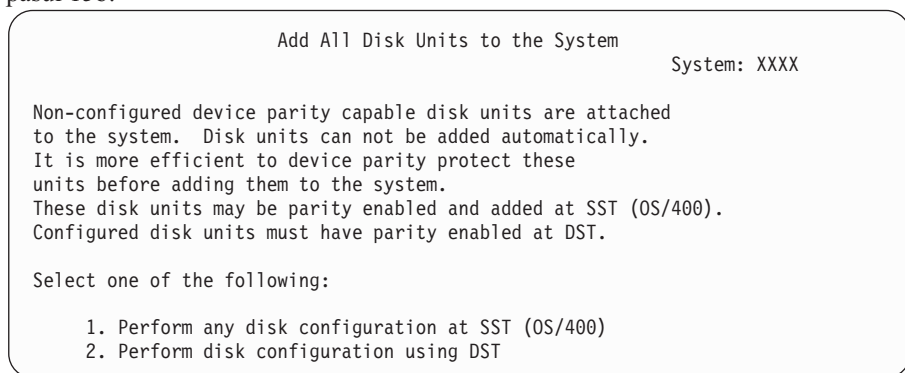 Add All Disk Units to the System
System: XXXX
Non-configured device parity capable disk units are attached
to the system. Disk units can not be added automatically.
It is more efficient to device parity protect these
units before adding them to the system.
These disk units may be parity enabled and added at SST (OS/400).
Configured disk units must have parity enabled at DST.
Select one of the following:
1. Perform any disk configuration at SST (OS/400)
2. Perform disk configuration using DST